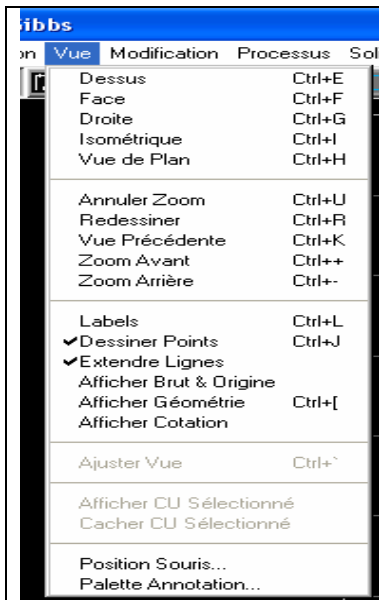 Gibbs
on Vue Modification Processus Sol
Dessus Ctrl+E
Face Ctrl+F
Droite Ctrl+G
Isométrique Ctrl+I
Vue de Plan Ctrl+H
Annuler Zoom Ctrl+U
Redessiner Ctrl+R
Vue Précédente Ctrl+K
Zoom Avant Ctrl++
Zoom Arrière Ctrl+-
Labels Ctrl+L
Dessiner Points Ctrl+J
Extendre Lignes
Afficher Brut & Origine
Afficher Géométrie Ctrl+[
Afficher Cotation
Ajuster Vue Ctrl+`
Afficher CU Sélectionné
Cacher CU Sélectionné
Position Souris...
Palette Annotation...